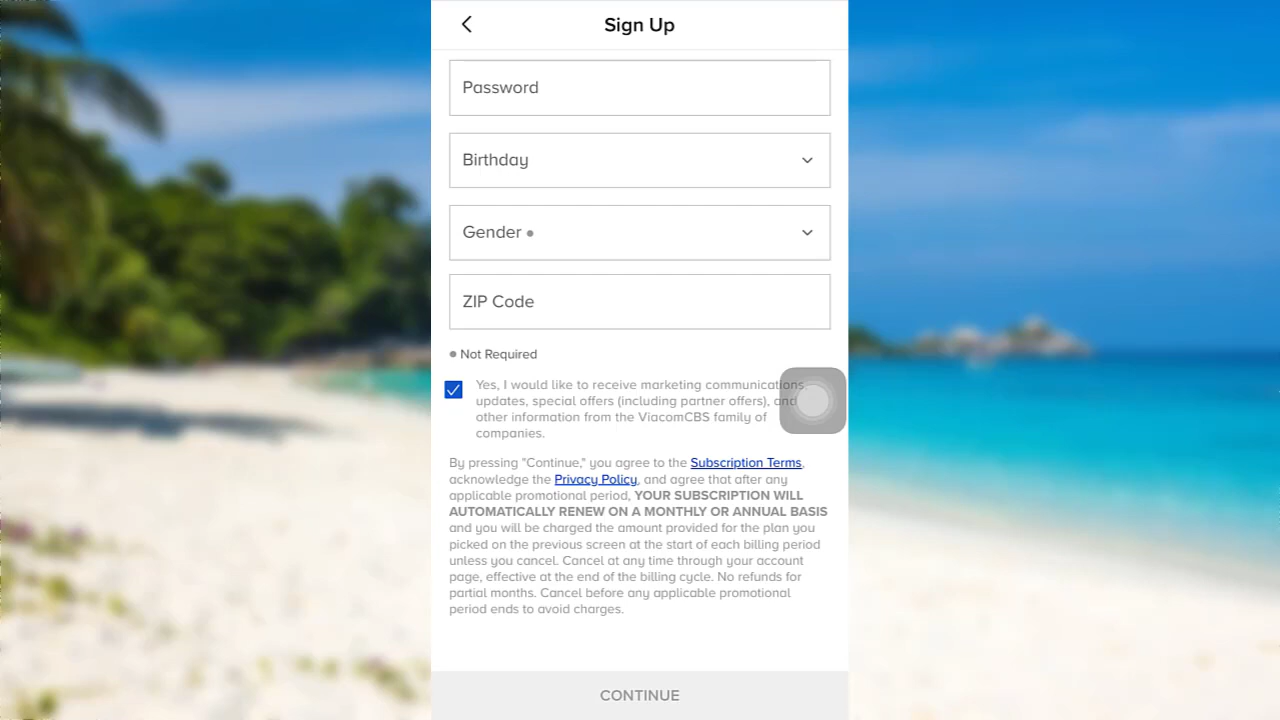 Sign Up
Password
Birthday
Gender •
ZIP Code
• Not Required
Yes, I would like to receive marketing communications,
updates, special offers (including partner offers), and
other information from the ViacomCBS family of
companies.
By pressing "Continue," you agree to the Subscription Terms,
acknowledge the Privacy Policy, and agree that after any
applicable promotional period, YOUR SUBSCRIPTION WILL
AUTOMATICALLY RENEW ON A MONTHLY OR ANNUAL BASIS
and you will be charged the amount provided for the plan you
picked on the previous screen at the start of each billing period
unless you cancel. Cancel at any time through your account
page, effective at the end of the billing cycle. No refunds for
partial months. Cancel before any applicable promotional
period ends to avoid charges.
CONTINUE